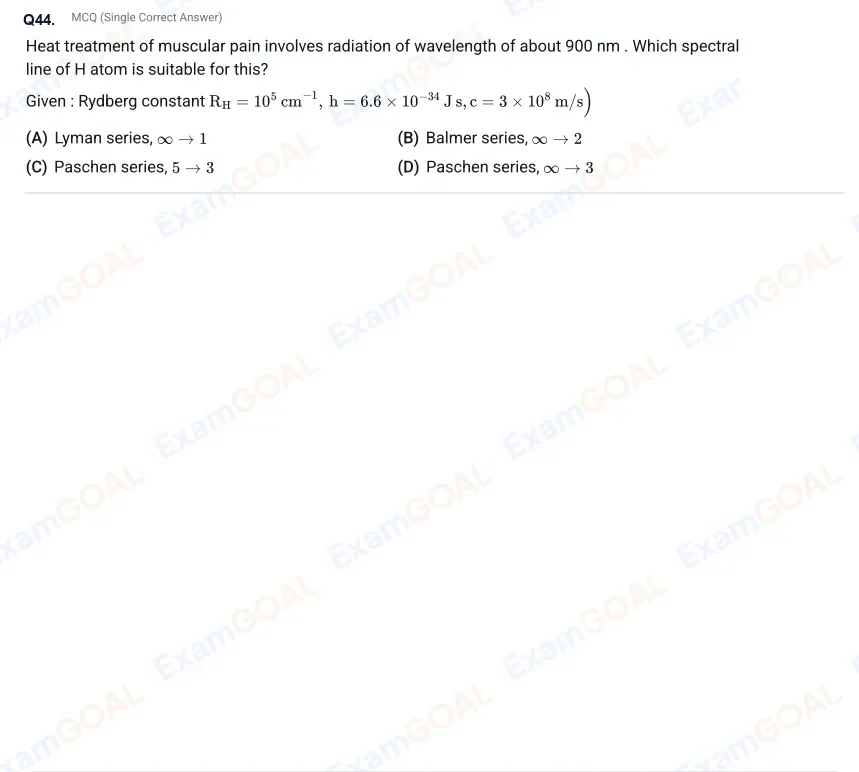 Q44. MCQ (Single Correct Answer)
Heat treatment of muscular pain involves radiation of wavelength of about 900 nm . Which spectral
line of H atom is suitable for this?
Given : Rydberg constant R_H = 10^5 cm^−1, h = 6.6 × 10^−34 J s, c = 3 × 10^8 m/s)
(A) Lyman series, ∞ → 1 (B) Balmer series, ∞ → 2
(C) Paschen series, 5 → 3 (D) Paschen series, ∞ → 3
ExamGOAL